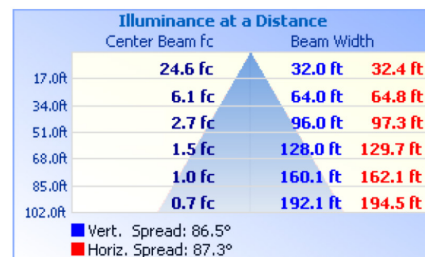 Illuminance at a Distance
Center Beam fc Beam Width
17.0ft 24.6 fc 32.0 ft 32.4 ft
34.0ft 6.1 fc 64.0 ft 64.8 ft
51.0ft 2.7 fc 96.0 ft 97.3 ft
68.0ft 1.5 fc 128.0 ft 129.7 ft
85.0ft 1.0 fc 160.1 ft 162.1 ft
102.0ft 0.7 fc 192.1 ft 194.5 ft
Vert. Spread: 86.5°
Horiz. Spread: 87.3°